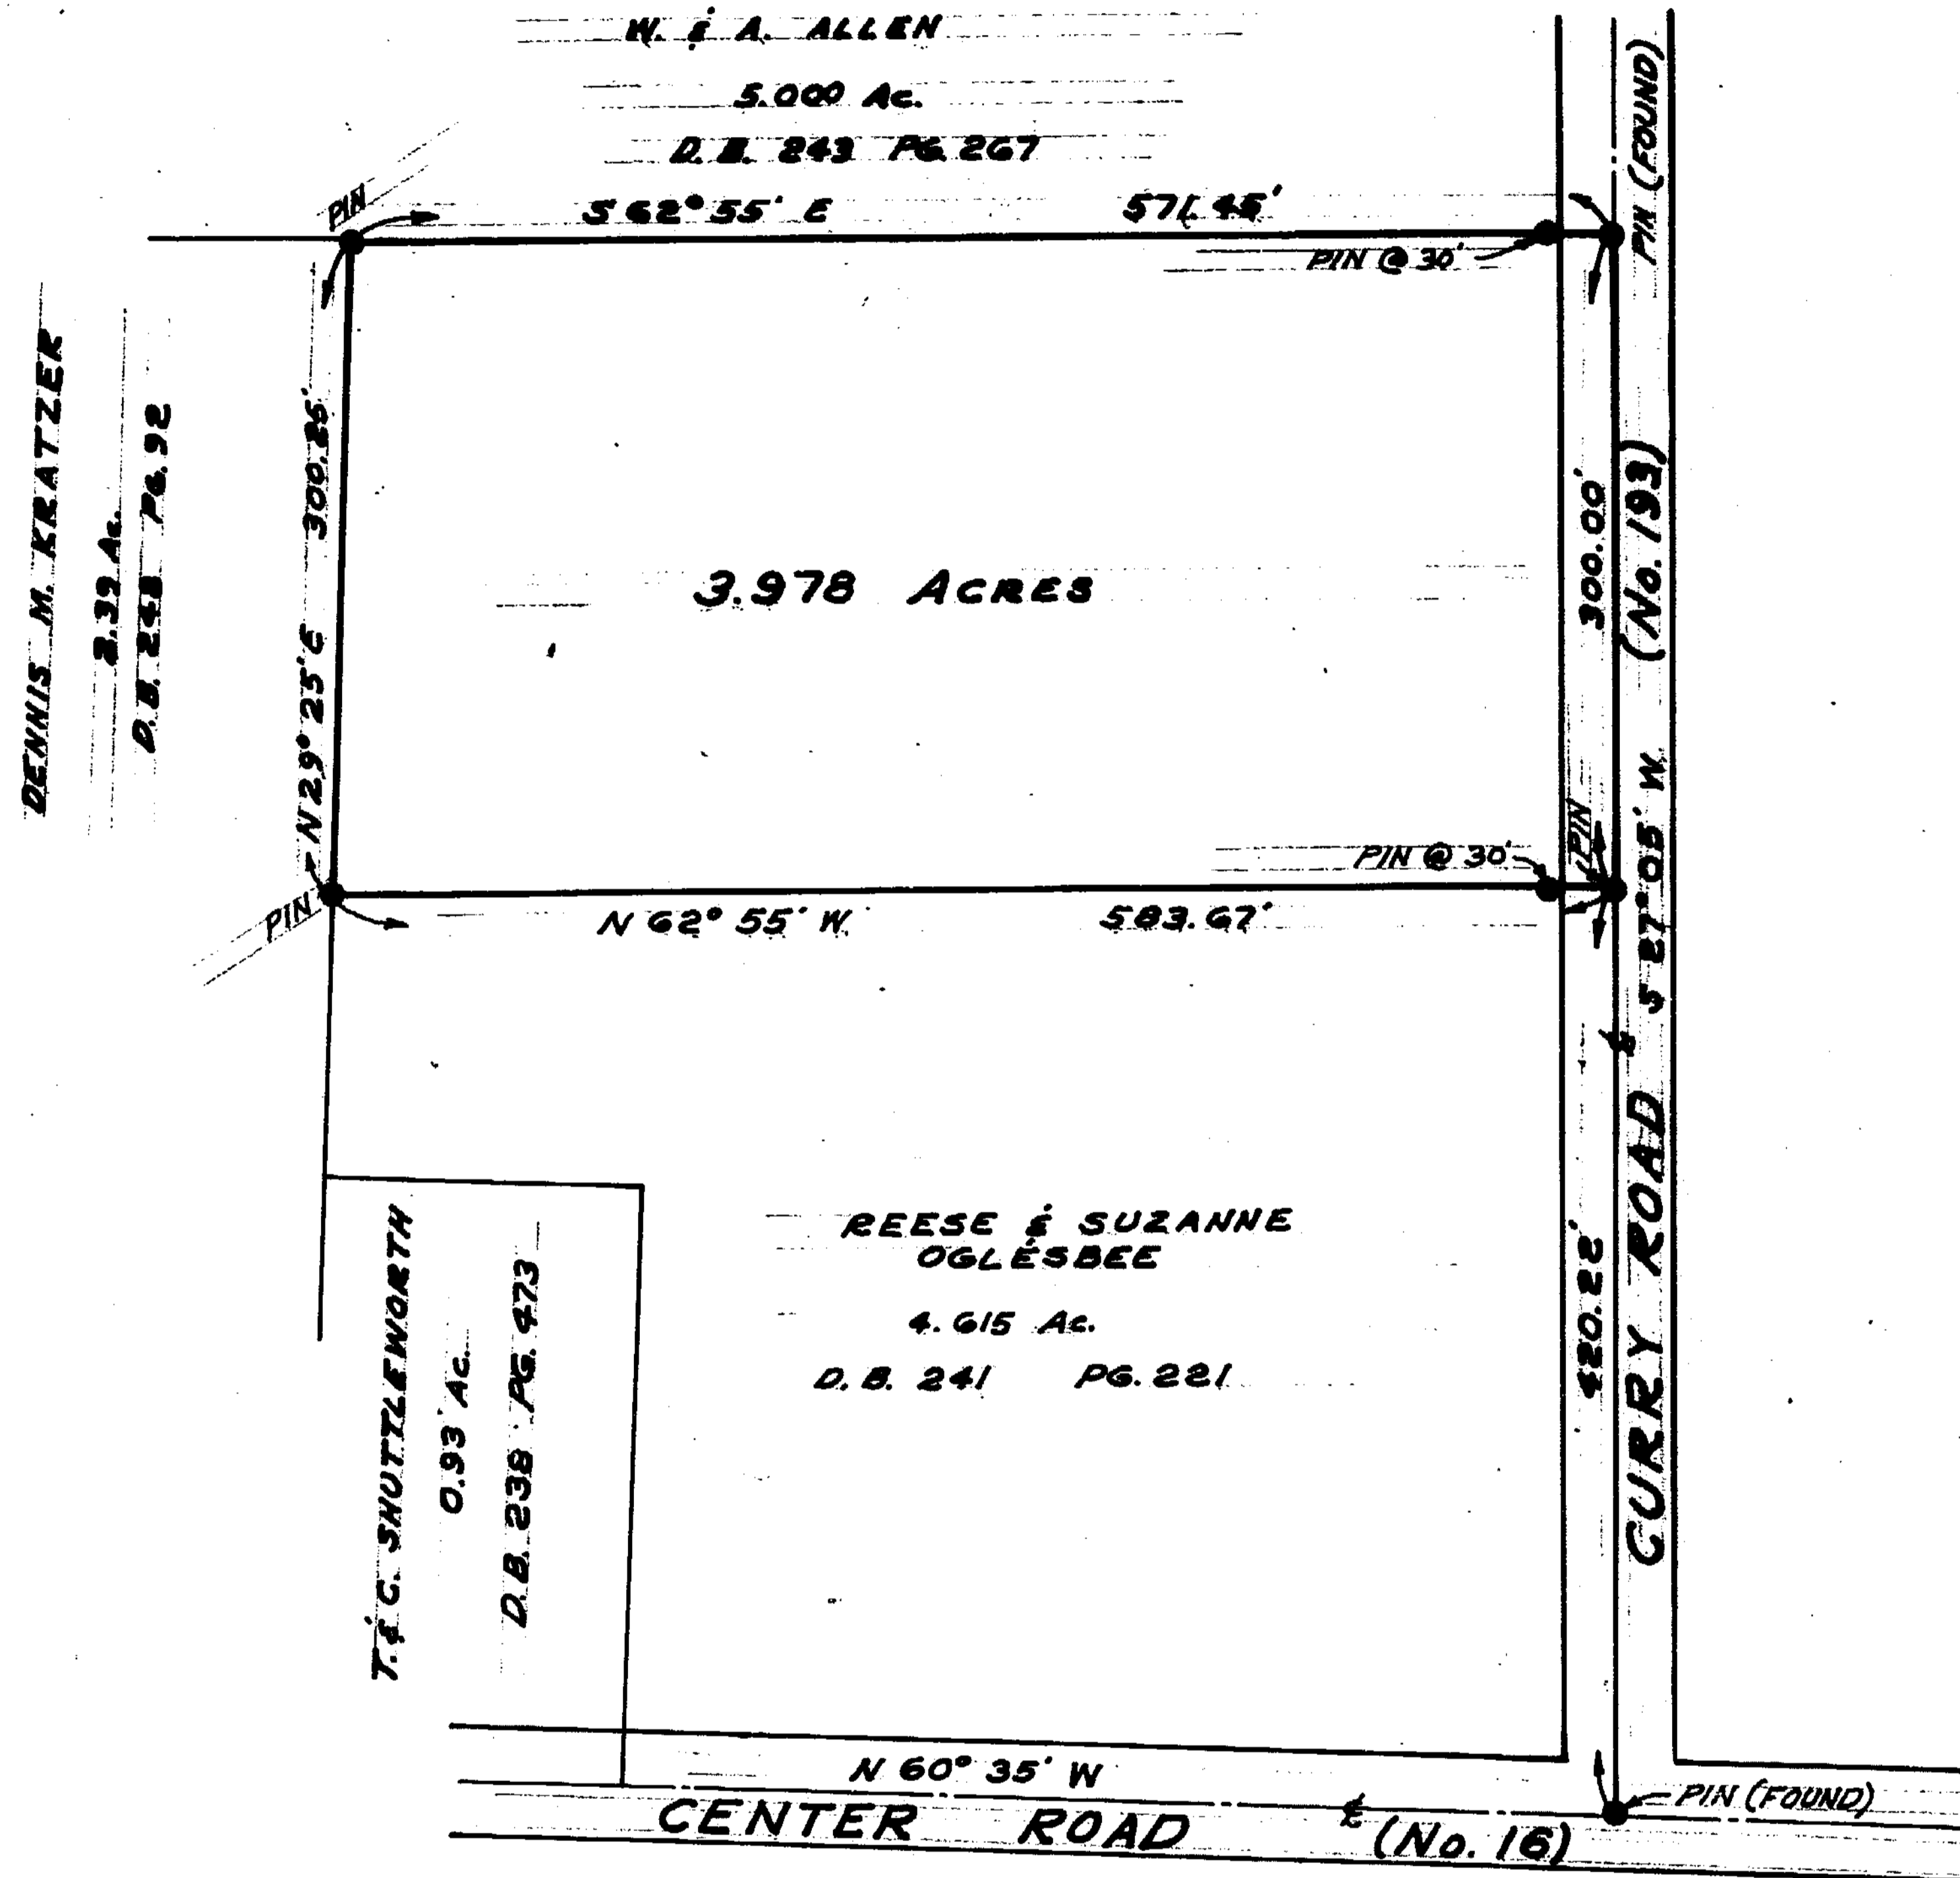 W. & A. ALLEN
5.000 Ac.
D.B. 243 PG. 267
S 62° 55' E 571.45'
PIN
PIN @ 30'
PIN (FOUND)
DENNIS M. KRATZER
2.39 Ac.
D.B. 243 PG. 92
N 29° 25' E 300.25'
3.978 ACRES
300.00'
(No. 193)
PIN @ 30'
PIN
PIN
N 62° 55' W. 583.67'
S 27° 05' W.
℄
CURRY ROAD
420.22'
REESE & SUZANNE
OGLESBEE
4.615 Ac.
D.B. 241 PG. 221
T. & C. SHUTTLEWORTH
0.93 AC.
D.B. 238 PG. 473
N 60° 35' W
CENTER ROAD ℄ (No. 16)
PIN (FOUND)